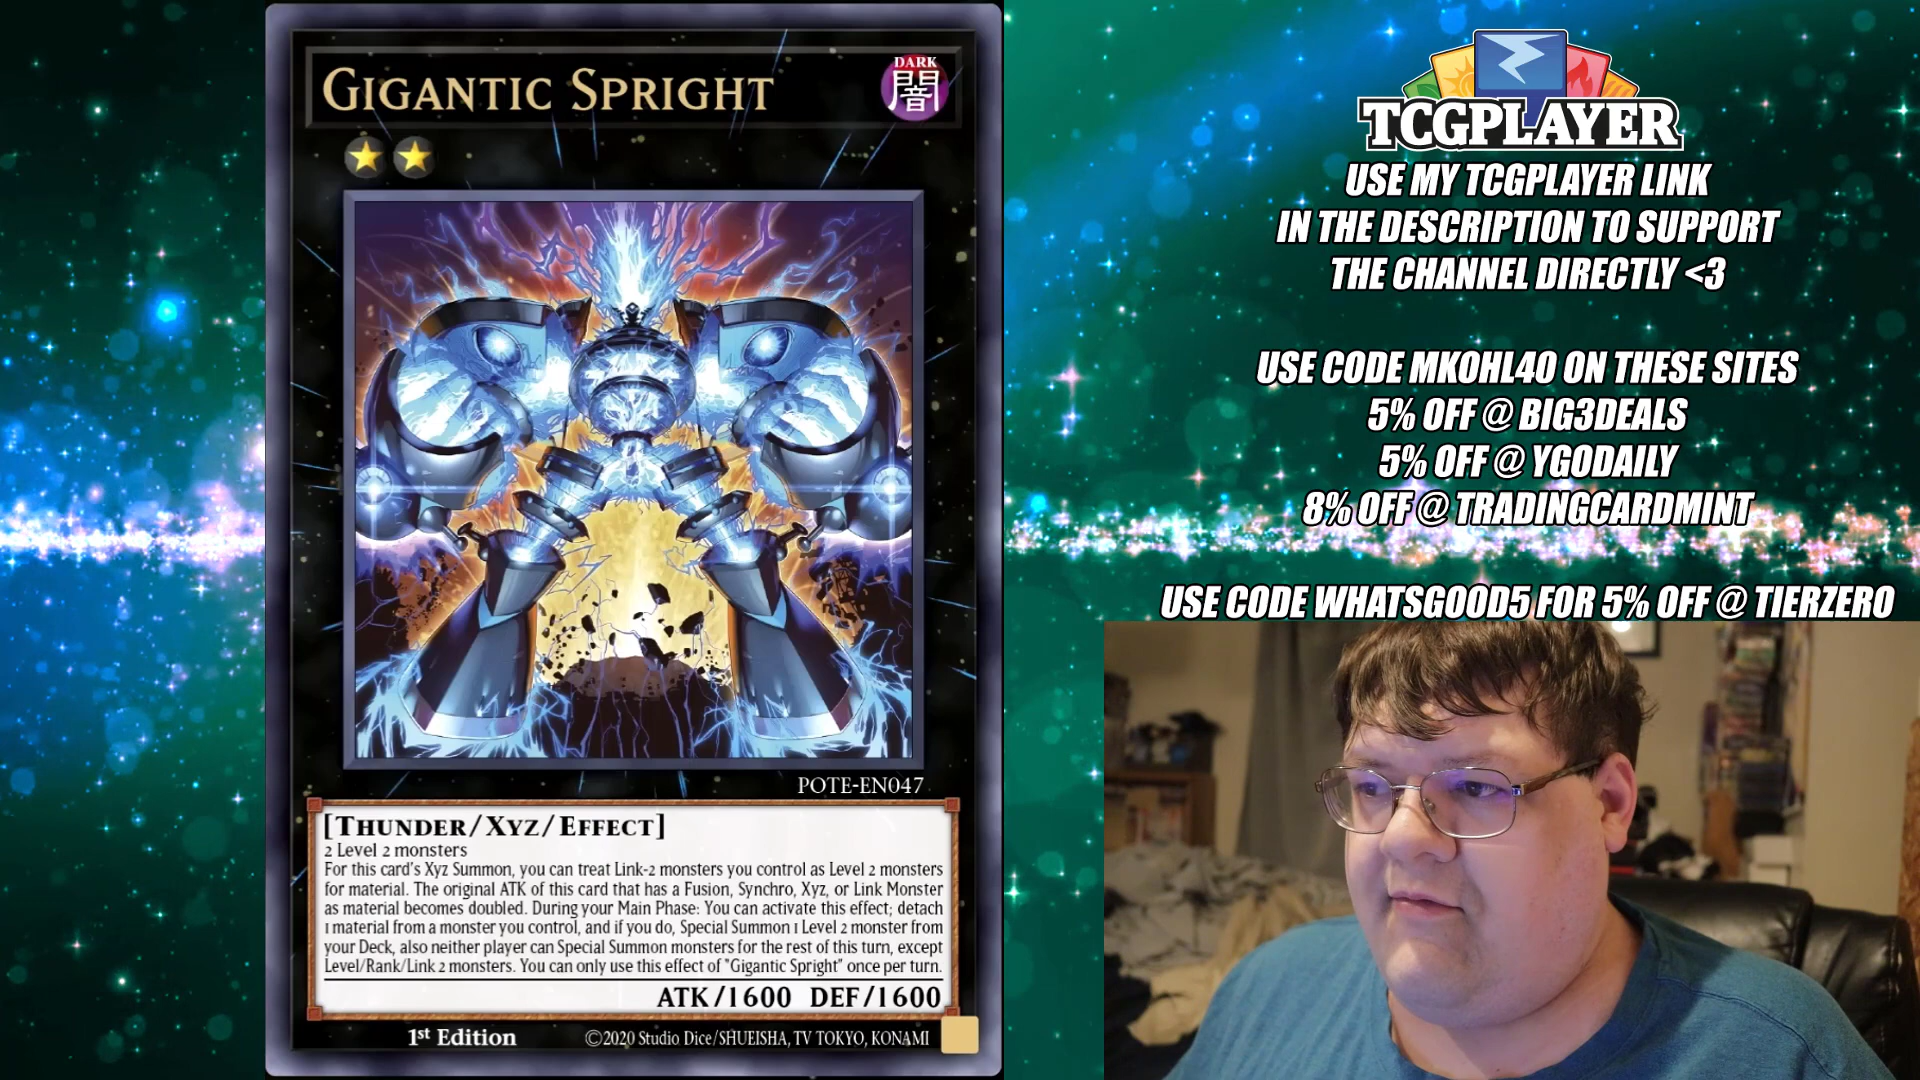 GIGANTIC SPRIGHT
DARK
闇
POTE-EN047
[THUNDER/XYZ/EFFECT]
2 Level 2 monsters
For this card's Xyz Summon, you can treat Link-2 monsters you control as Level 2 monsters
for material. The original ATK of this card that has a Fusion, Synchro, Xyz, or Link Monster
as material becomes doubled. During your Main Phase: You can activate this effect; detach
1 material from a monster you control, and if you do, Special Summon 1 Level 2 monster from
your Deck, also neither player can Special Summon monsters for the rest of this turn, except
Level/Rank/Link 2 monsters. You can only use this effect of "Gigantic Spright" once per turn.
ATK/1600 DEF/1600
1st Edition
©2020 Studio Dice/SHUEISHA, TV TOKYO, KONAMI
TCGPLAYER
USE MY TCGPLAYER LINK
IN THE DESCRIPTION TO SUPPORT
THE CHANNEL DIRECTLY <3
USE CODE MKOHL40 ON THESE SITES
5% OFF @ BIG3DEALS
5% OFF @ YGODAILY
8% OFF @ TRADINGCARDMINT
USE CODE WHATSGOOD5 FOR 5% OFF @ TIERZERO